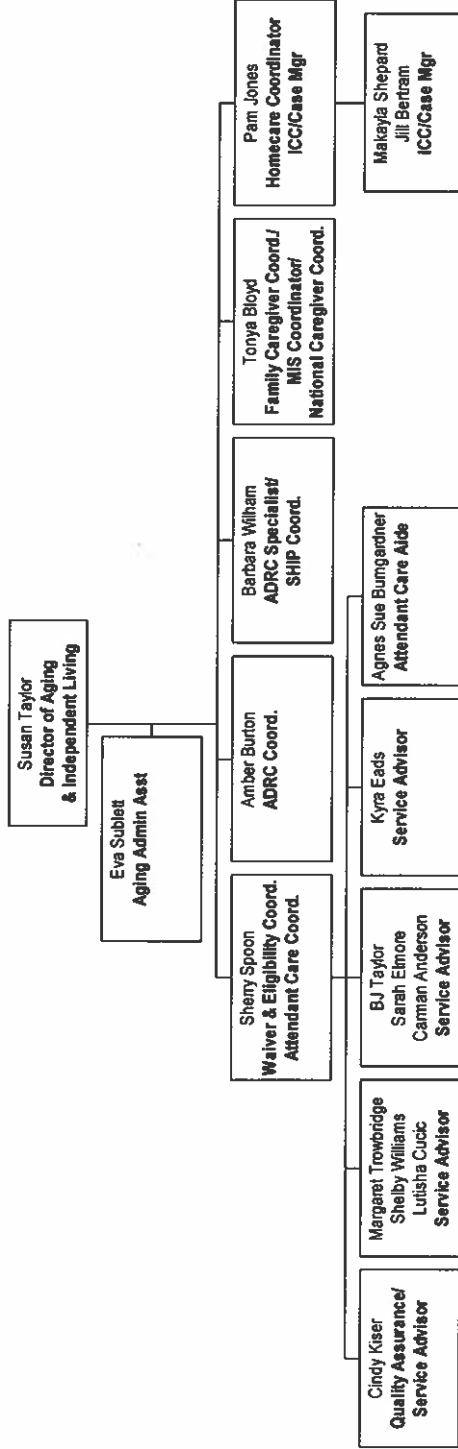 Susan Taylor
Director of Aging
& Independent Living
Eva Sublett
Aging Admin Asst
Sherry Spoon
Waiver & Eligibility Coord.
Attendant Care Coord.
Amber Burton
ADRC Coord.
Barbara Wilham
ADRC Specialist/
SHIP Coord.
Tonya Bloyd
Family Caregiver Coord./
MIS Coordinator/
National Caregiver Coord.
Pam Jones
Homecare Coordinator
ICC/Case Mgr
Cindy Kiser
Quality Assurance/
Service Advisor
Margaret Trowbridge
Shelby Williams
Lutisha Cucic
Service Advisor
BJ Taylor
Sarah Elmore
Carman Anderson
Service Advisor
Kyra Eads
Service Advisor
Agnes Sue Bumgardner
Attendant Care Aide
Makayla Shepard
Jill Bertram
ICC/Case Mgr